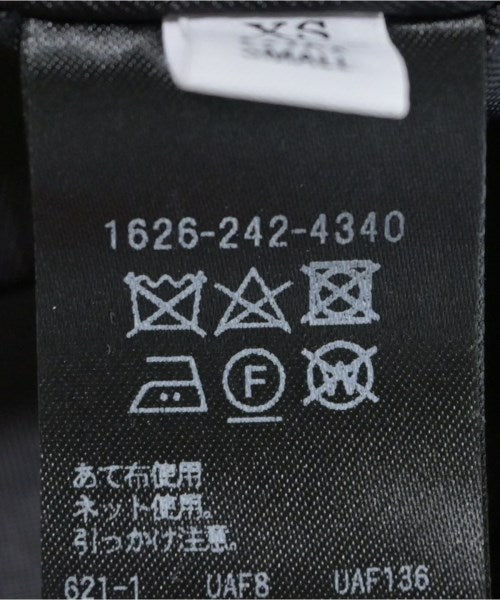 XS
SMALL
1626-242-4340
F
W
あて布使用
ネット使用。
引っかけ注意。
621-1 UAF8 UAF136